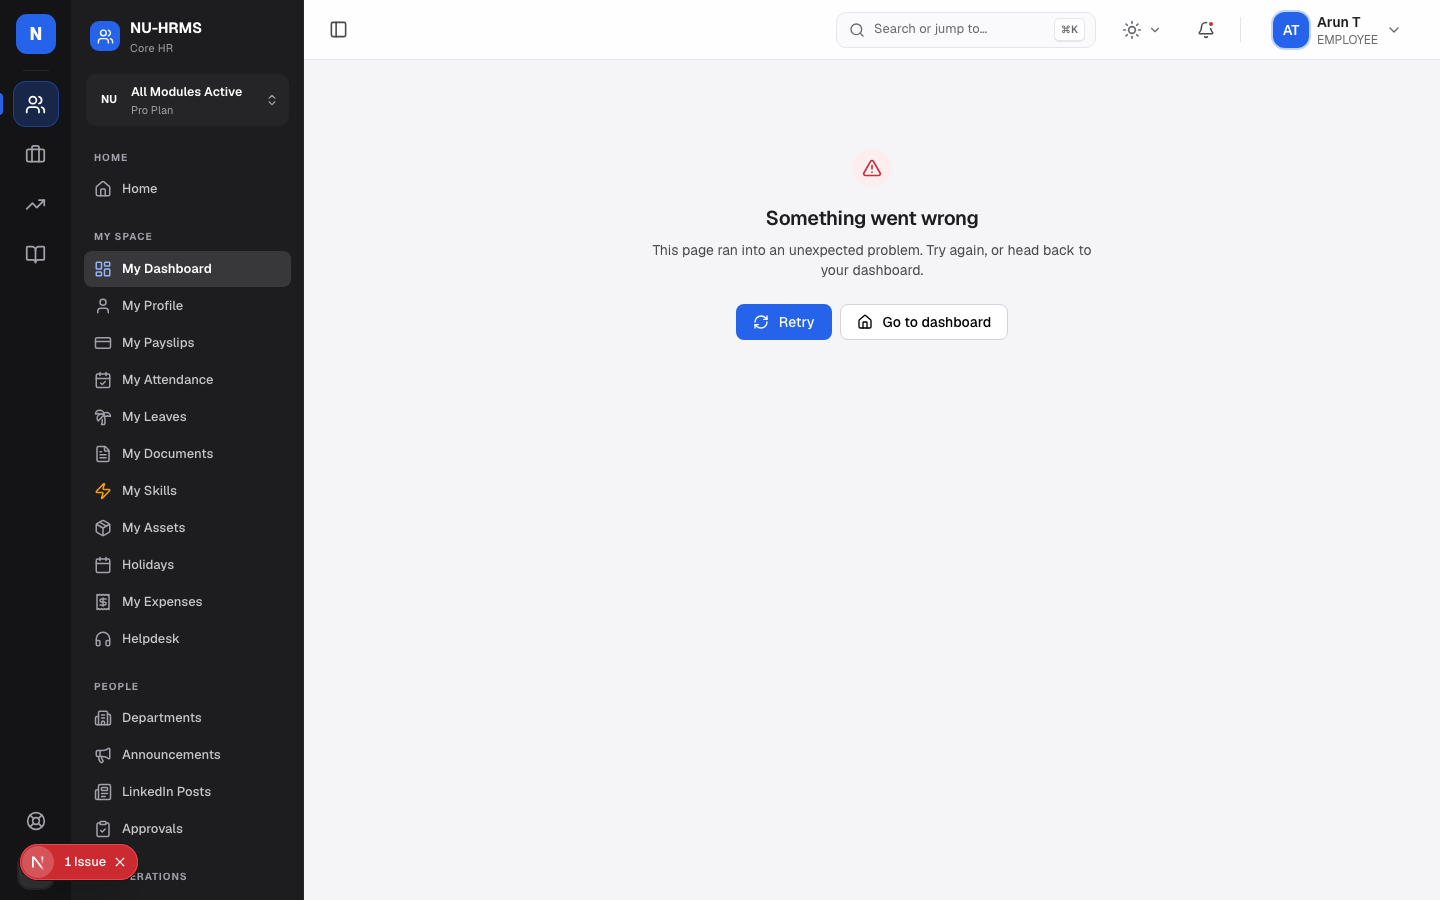 N
NU-HRMS
Core HR
NU
All Modules Active
Pro Plan
HOME
Home
MY SPACE
My Dashboard
My Profile
My Payslips
My Attendance
My Leaves
My Documents
My Skills
My Assets
Holidays
My Expenses
Helpdesk
PEOPLE
Departments
Announcements
LinkedIn Posts
Approvals
N 1 Issue
ERATIONS
Search or jump to...
⌘K
AT
Arun T
EMPLOYEE
Something went wrong
This page ran into an unexpected problem. Try again, or head back to
your dashboard.
Retry
Go to dashboard